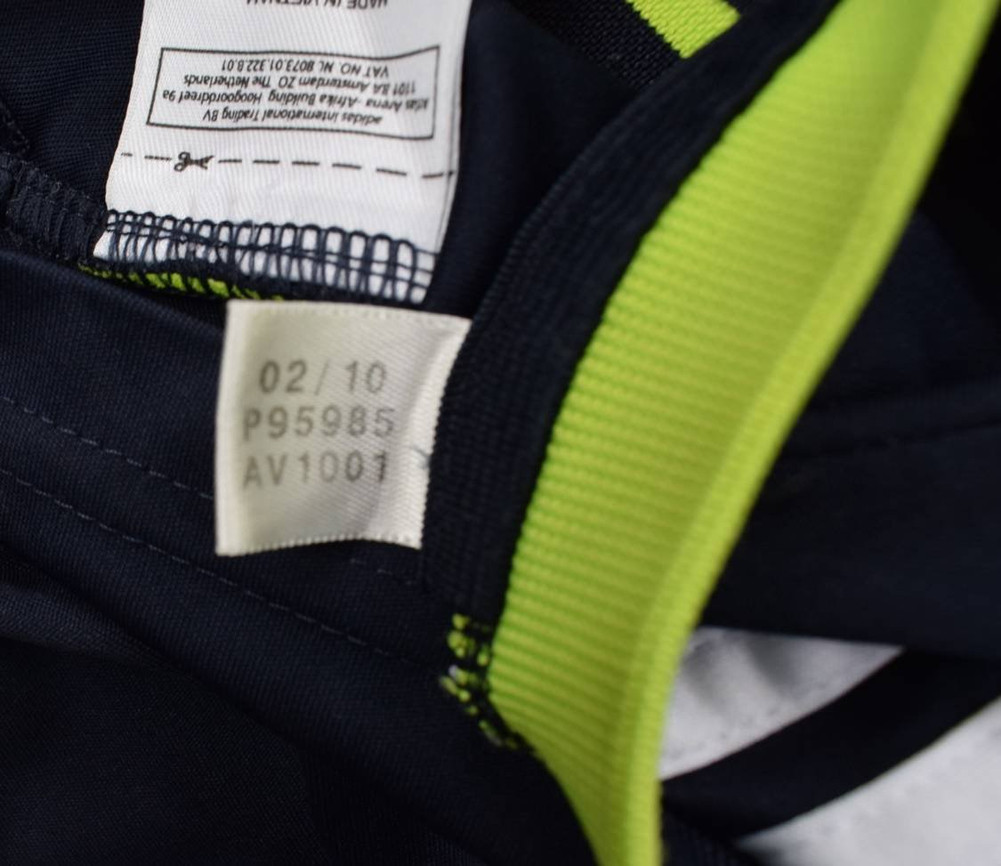 adidas International Trading BV
adidas Arena -Afrika Building Hoogoorddreef 9a
1101 BA Amsterdam ZO The Netherlands
VAT NO. NL 8073.01.322.B.01
MADE IN VIETNAM
02/10
P95985
AV1001